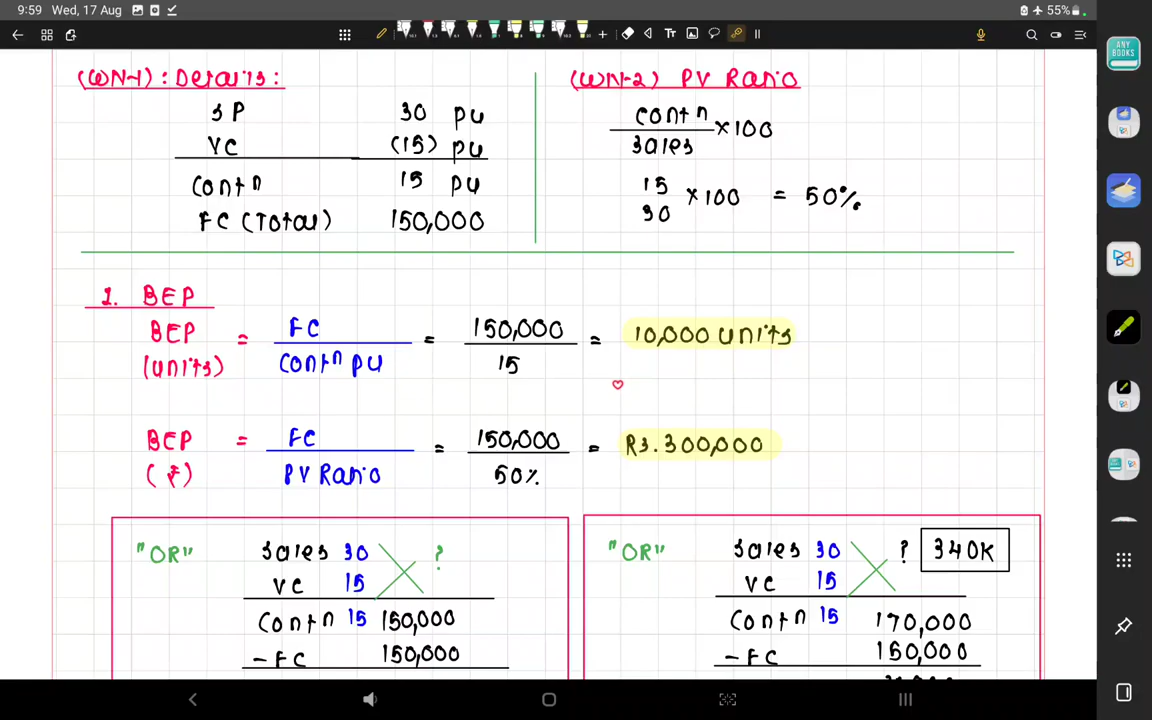 9:59 Wed, 17 Aug
55%
TT
ANY BOOKS
(WN-1) : Details :
SP 30 pu
VC (15) pu
Contn 15 pu
FC (Total) 150,000
(WN-2) PV Ratio
Contn
Sales
×100
15
30
×100 = 50%
1. BEP
BEP (units) = FC / Contn pu = 150,000 / 15 = 10,000 units
BEP (₹) = FC / PV Ratio = 150,000 / 50% = Rs. 300,000
"OR"
Sales 30 ?
VC 15
Contn 15 150,000
-FC 150,000
"OR"
Sales 30 ? 340K
VC 15
Contn 15 170,000
-FC 150,000